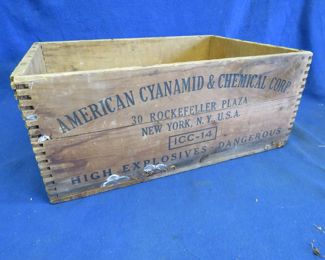 AMERICAN CYANAMID & CHEMICAL CORP.
30 ROCKEFELLER PLAZA
NEW YORK, N.Y., U.S.A.
ICC-14
HIGH EXPLOSIVES - DANGEROUS